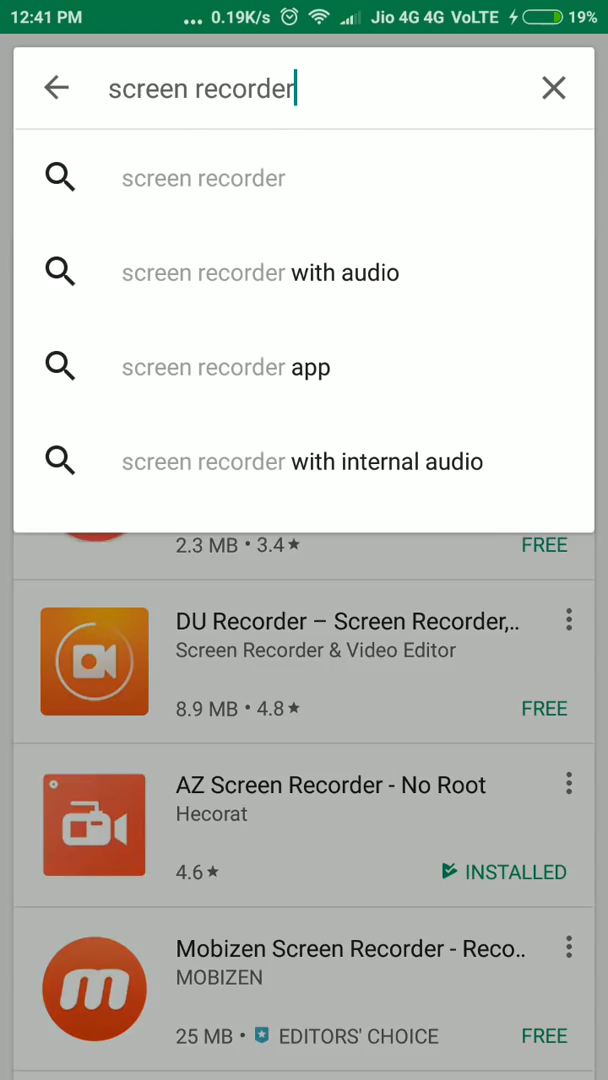 12:41 PM ... 0.19K/s Jio 4G 4G VoLTE 19%
screen recorder
screen recorder
screen recorder with audio
screen recorder app
screen recorder with internal audio
2.3 MB • 3.4★ FREE
DU Recorder – Screen Recorder,..
Screen Recorder & Video Editor
8.9 MB • 4.8★ FREE
AZ Screen Recorder - No Root
Hecorat
4.6★ INSTALLED
Mobizen Screen Recorder - Reco..
MOBIZEN
25 MB • EDITORS' CHOICE FREE